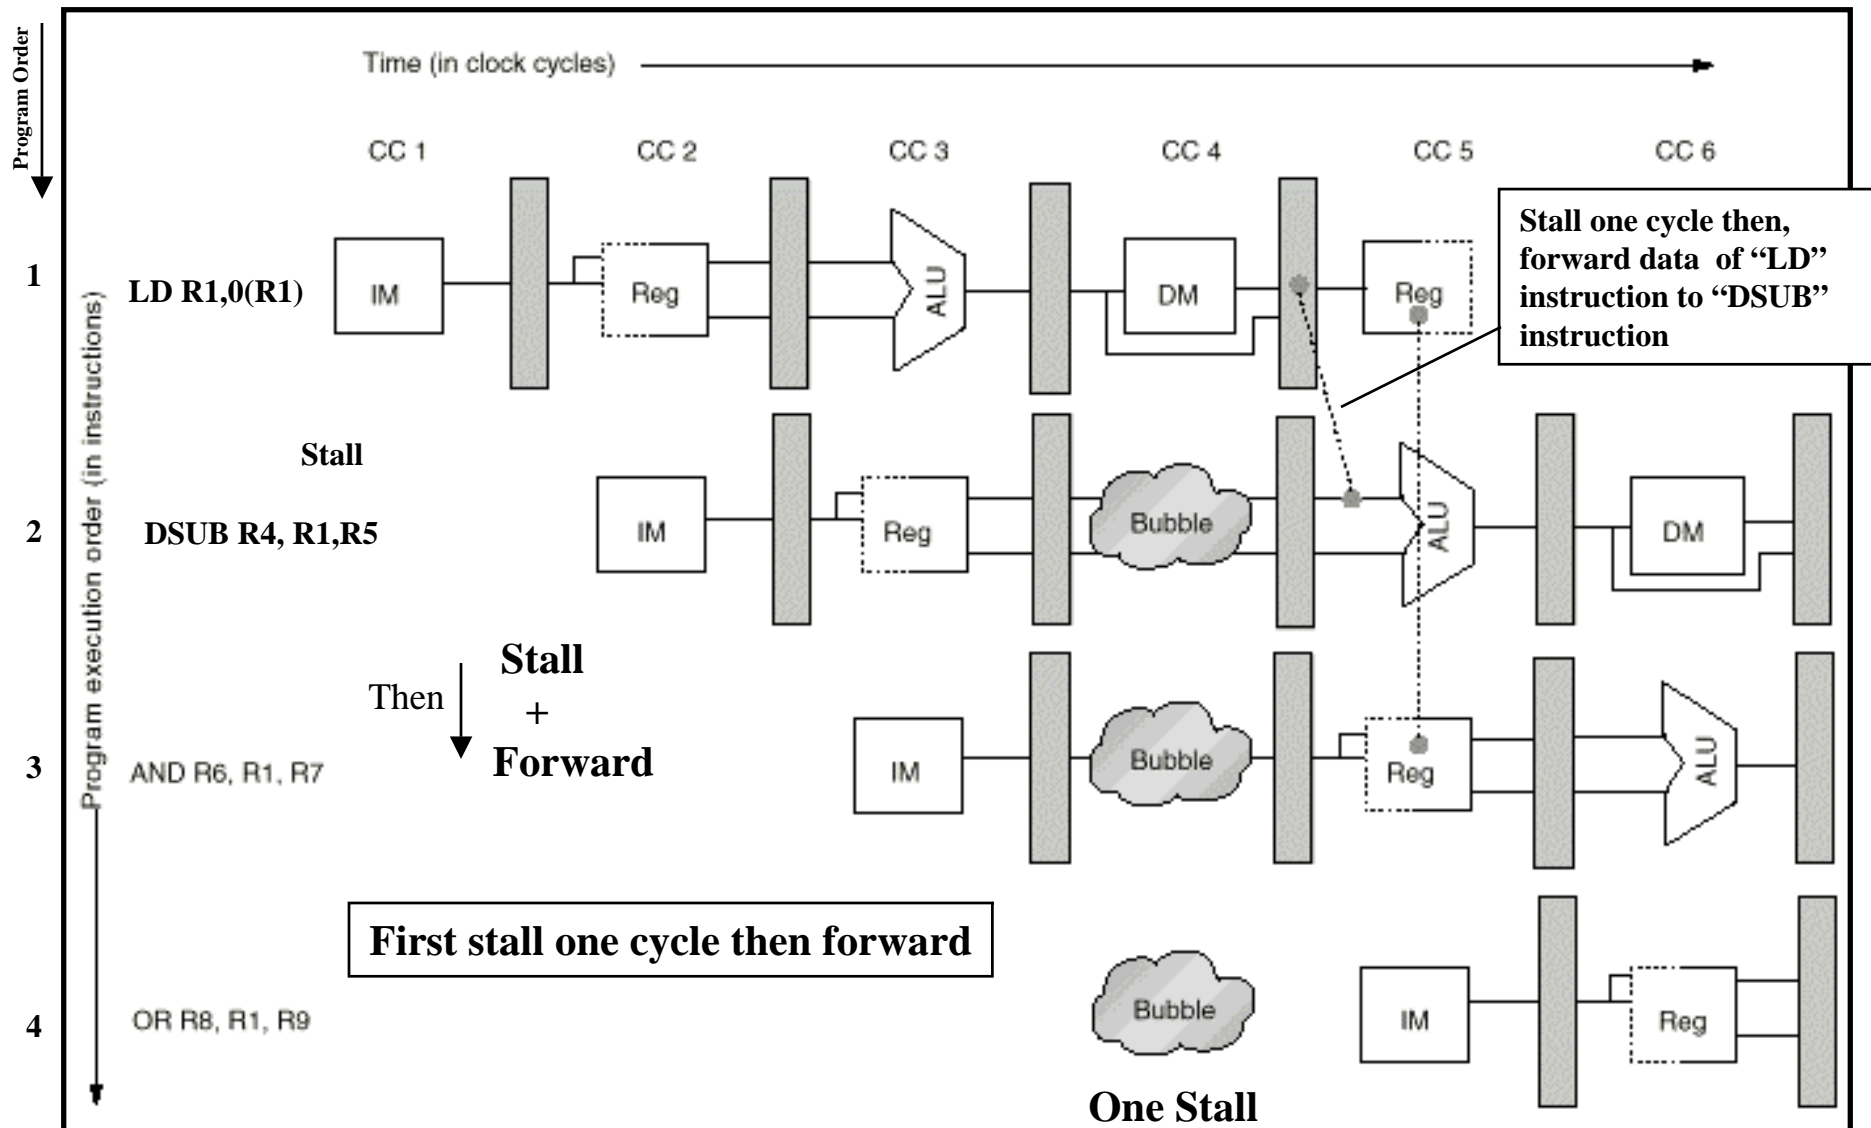 Program Order
Time (in clock cycles)
CC 1 CC 2 CC 3 CC 4 CC 5 CC 6
Stall one cycle then,
forward data of “LD”
instruction to “DSUB”
instruction
Program execution order (in instructions)
1
LD R1,0(R1)
IM
Reg
ALU
DM
Reg
Stall
2
DSUB R4, R1,R5
IM
Reg
Bubble
ALU
DM
Then
Stall
+
Forward
3
AND R6, R1, R7
IM
Bubble
Reg
ALU
First stall one cycle then forward
4
OR R8, R1, R9
Bubble
IM
Reg
One Stall